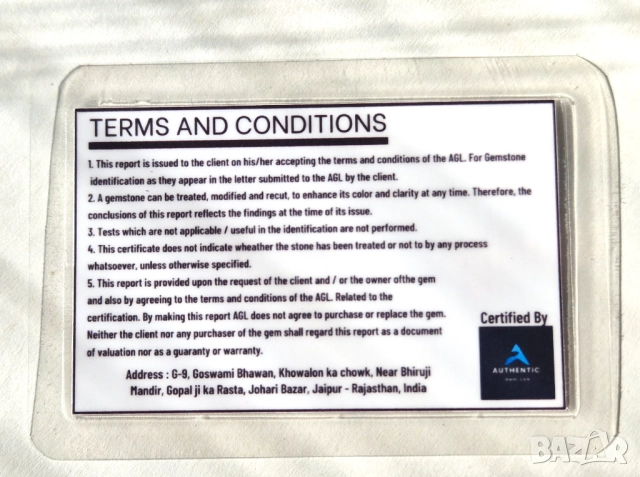 TERMS AND CONDITIONS
1. This report is issued to the client on his/her accepting the terms and conditions of the AGL. For Gemstone
identification as they appear in the letter submitted to the AGL by the client.
2. A gemstone can be treated, modified and recut, to enhance its color and clarity at any time. Therefore, the
conclusions of this report reflects the findings at the time of its issue.
3. Tests which are not applicable / useful in the identification are not performed.
4. This certificate does not indicate wheather the stone has been treated or not to by any process
whatsoever, unless otherwise specified.
5. This report is provided upon the request of the client and / or the owner ofthe gem
and also by agreeing to the terms and conditions of the AGL. Related to the
certification. By making this report AGL does not agree to purchase or replace the gem.
Neither the client nor any purchaser of the gem shall regard this report as a document
of valuation nor as a guaranty or warranty.
Certified By
AUTHENTIC
GEM LAB
Address : G-9, Goswami Bhawan, Khowalon ka chowk, Near Bhiruji
Mandir, Gopal ji ka Rasta, Johari Bazar, Jaipur - Rajasthan, India
BAZAR